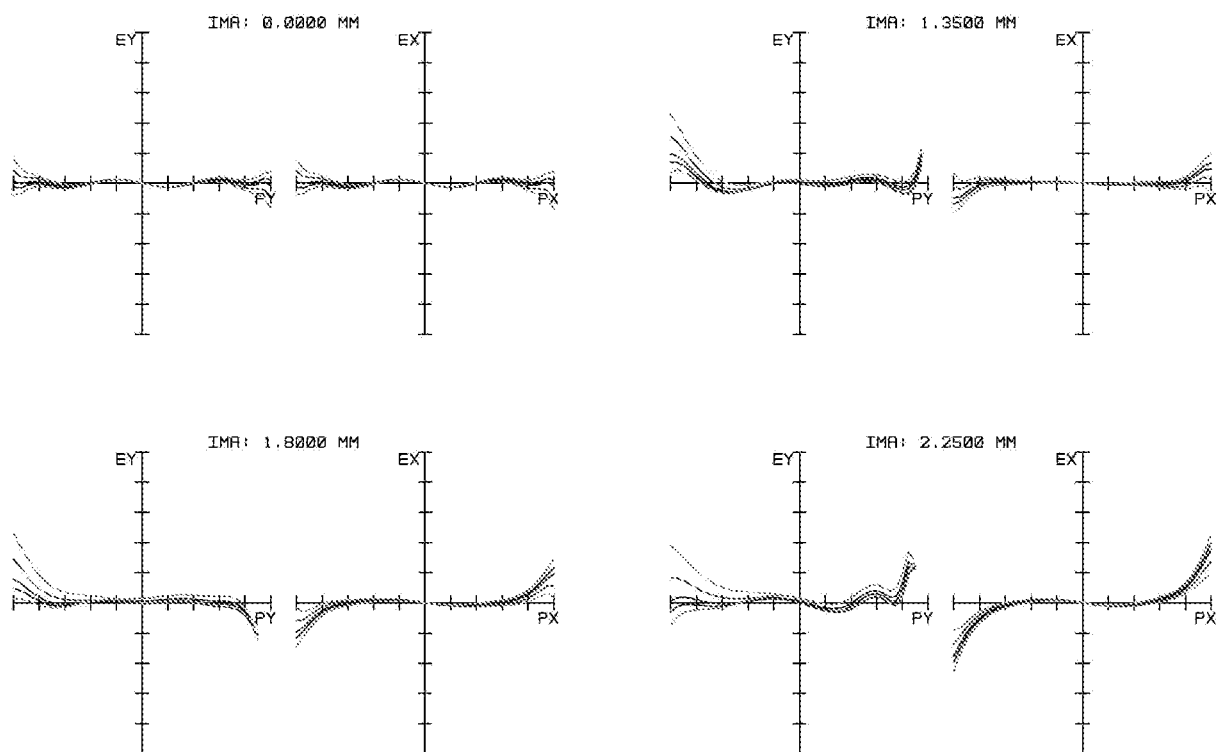 IMA: 0.0000 MM
EY
EX
PY
PX
IMA: 1.3500 MM
EY
EX
PY
PX
IMA: 1.8000 MM
EY
EX
PY
PX
IMA: 2.2500 MM
EY
EX
PY
PX